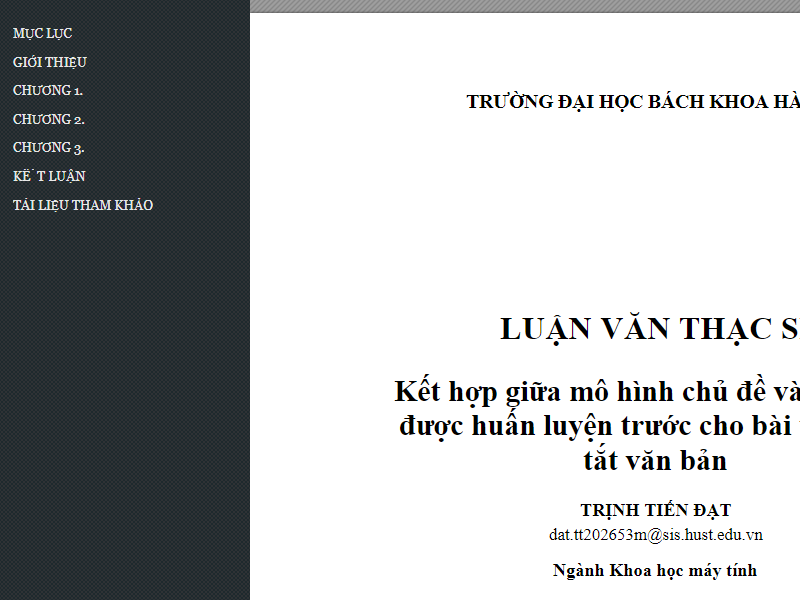 MỤC LỤC
GIỚI THIỆU
CHƯƠNG 1.
CHƯƠNG 2.
CHƯƠNG 3.
KẾT LUẬN
TÀI LIỆU THAM KHẢO
TRƯỜNG ĐẠI HỌC BÁCH KHOA HÀ
LUẬN VĂN THẠC S
Kết hợp giữa mô hình chủ đề và
được huấn luyện trước cho bài
tắt văn bản
TRỊNH TIẾN ĐẠT
dat.tt202653m@sis.hust.edu.vn
Ngành Khoa học máy tính